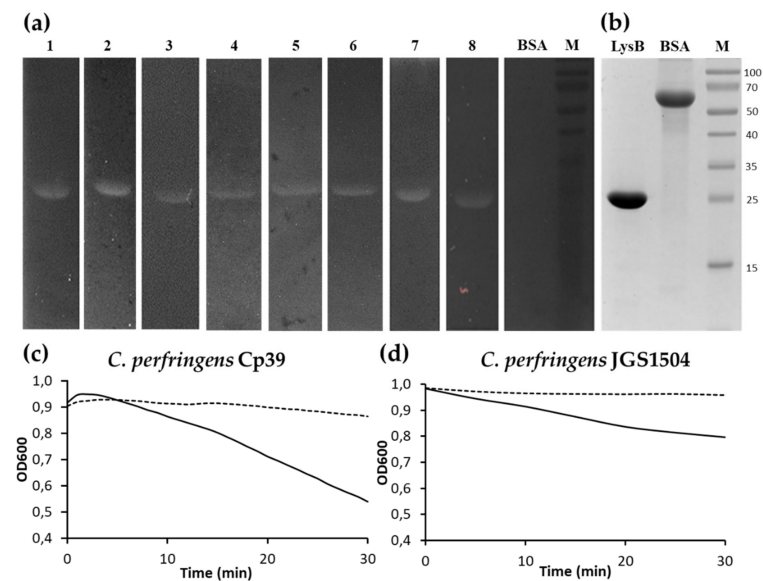 (a) (b)
1 2 3 4 5 6 7 8 BSA M LysB BSA M
100
70
50
40
35
25
15
(c) C. perfringens Cp39
1,0
0,9
0,8
0,7
0,6
0,5
0,4
OD600
0 10 20 30
Time (min)
(d) C. perfringens JGS1504
1,0
0,9
0,8
0,7
0,6
0,5
0,4
OD600
0 10 20 30
Time (min)